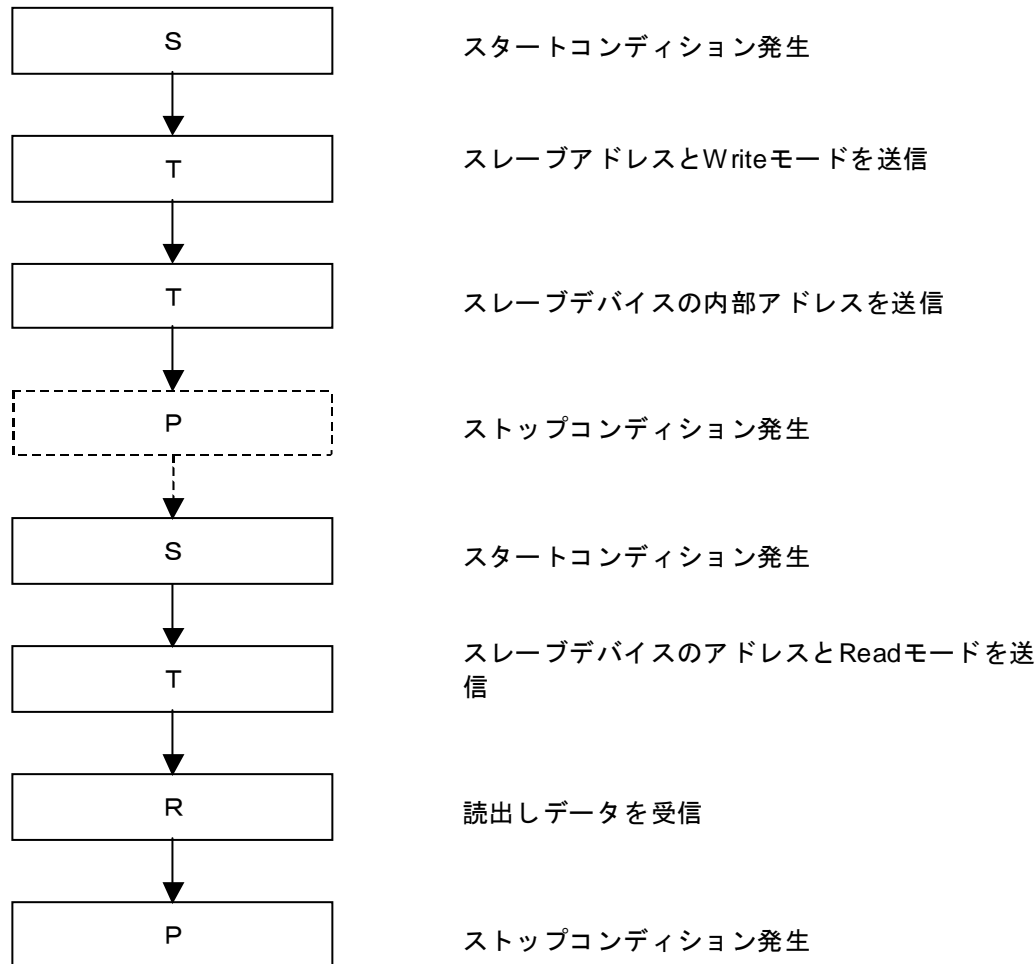 S
スタートコンディション発生
T
スレーブアドレスとWriteモードを送信
T
スレーブデバイスの内部アドレスを送信
P
ストップコンディション発生
S
スタートコンディション発生
T
スレーブデバイスのアドレスとReadモードを送
信
R
読出しデータを受信
P
ストップコンディション発生